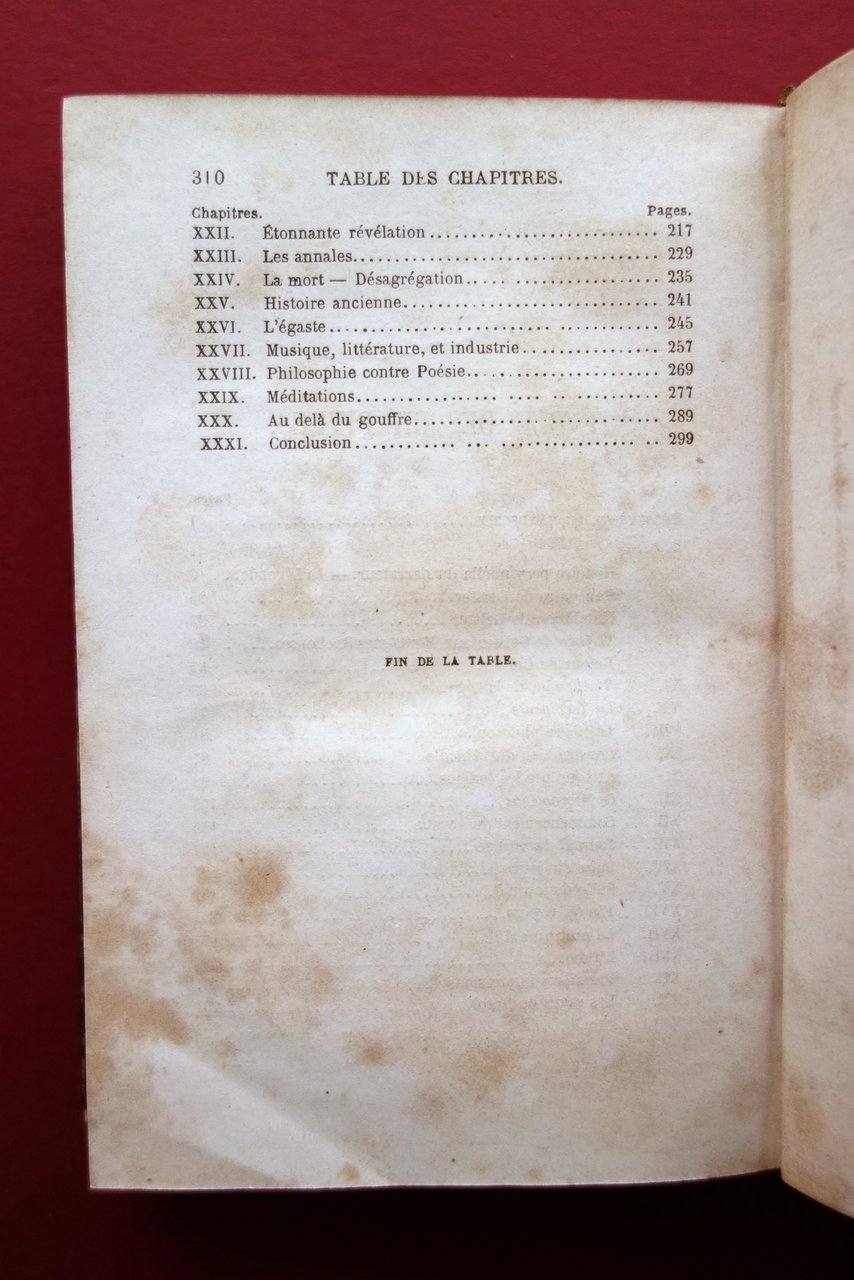 310 TABLE DES CHAPITRES.
Chapitres. Pages.
XXII. Étonnante révélation .......................... 217
XXIII. Les annales................................... 229
XXIV. La mort — Désagrégation..................... 235
XXV. Histoire ancienne............................. 241
XXVI. L'égaste..................................... 245
XXVII. Musique, littérature, et industrie................ 257
XXVIII. Philosophie contre Poésie...................... 269
XXIX. Méditations.................................. 277
XXX. Au delà du gouffre............................ 289
XXXI. Conclusion.................................. 299
FIN DE LA TABLE.